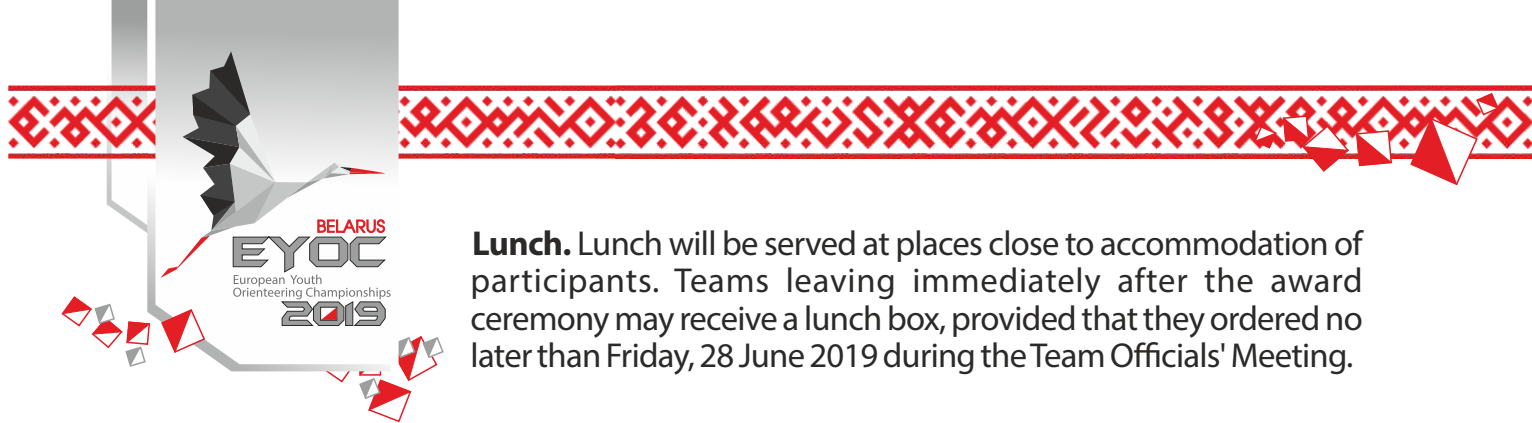 BELARUS
EYOC
European Youth
Orienteering Championships
2019
Lunch. Lunch will be served at places close to accommodation of
participants. Teams leaving immediately after the award
ceremony may receive a lunch box, provided that they ordered no
later than Friday, 28 June 2019 during the Team Officials' Meeting.